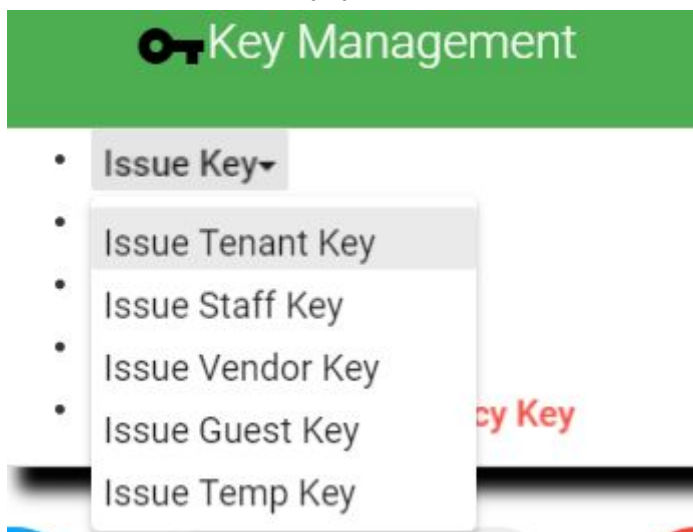 Key Management
Issue Key
Issue Tenant Key
Issue Staff Key
Issue Vendor Key
Issue Guest Key
Key
Issue Temp Key